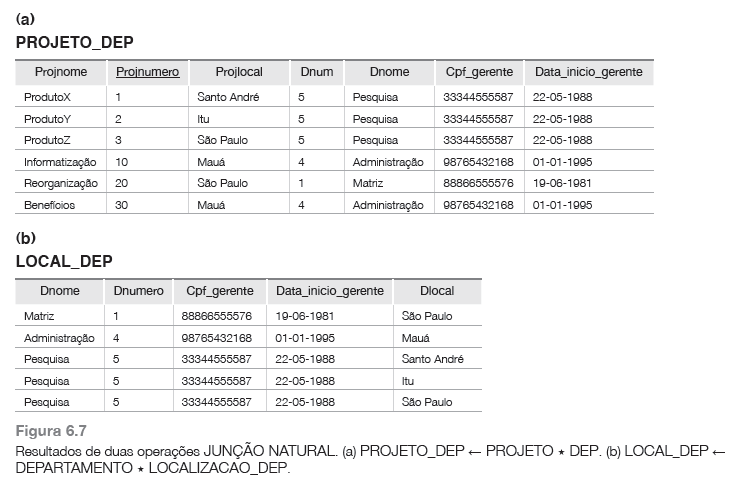 (a)
PROJETO_DEP
Projnome Projnumero Projlocal Dnum Dnome Cpf_gerente Data_inicio_gerente
ProdutoX 1 Santo André 5 Pesquisa 33344555587 22-05-1988
ProdutoY 2 Itu 5 Pesquisa 33344555587 22-05-1988
ProdutoZ 3 São Paulo 5 Pesquisa 33344555587 22-05-1988
Informatização 10 Mauá 4 Administração 98765432168 01-01-1995
Reorganização 20 São Paulo 1 Matriz 88866555576 19-06-1981
Benefícios 30 Mauá 4 Administração 98765432168 01-01-1995
(b)
LOCAL_DEP
Dnome Dnumero Cpf_gerente Data_inicio_gerente Dlocal
Matriz 1 88866555576 19-06-1981 São Paulo
Administração 4 98765432168 01-01-1995 Mauá
Pesquisa 5 33344555587 22-05-1988 Santo André
Pesquisa 5 33344555587 22-05-1988 Itu
Pesquisa 5 33344555587 22-05-1988 São Paulo
Figura 6.7
Resultados de duas operações JUNÇÃO NATURAL. (a) PROJETO_DEP ← PROJETO ⋆ DEP. (b) LOCAL_DEP ←
DEPARTAMENTO ⋆ LOCALIZACAO_DEP.